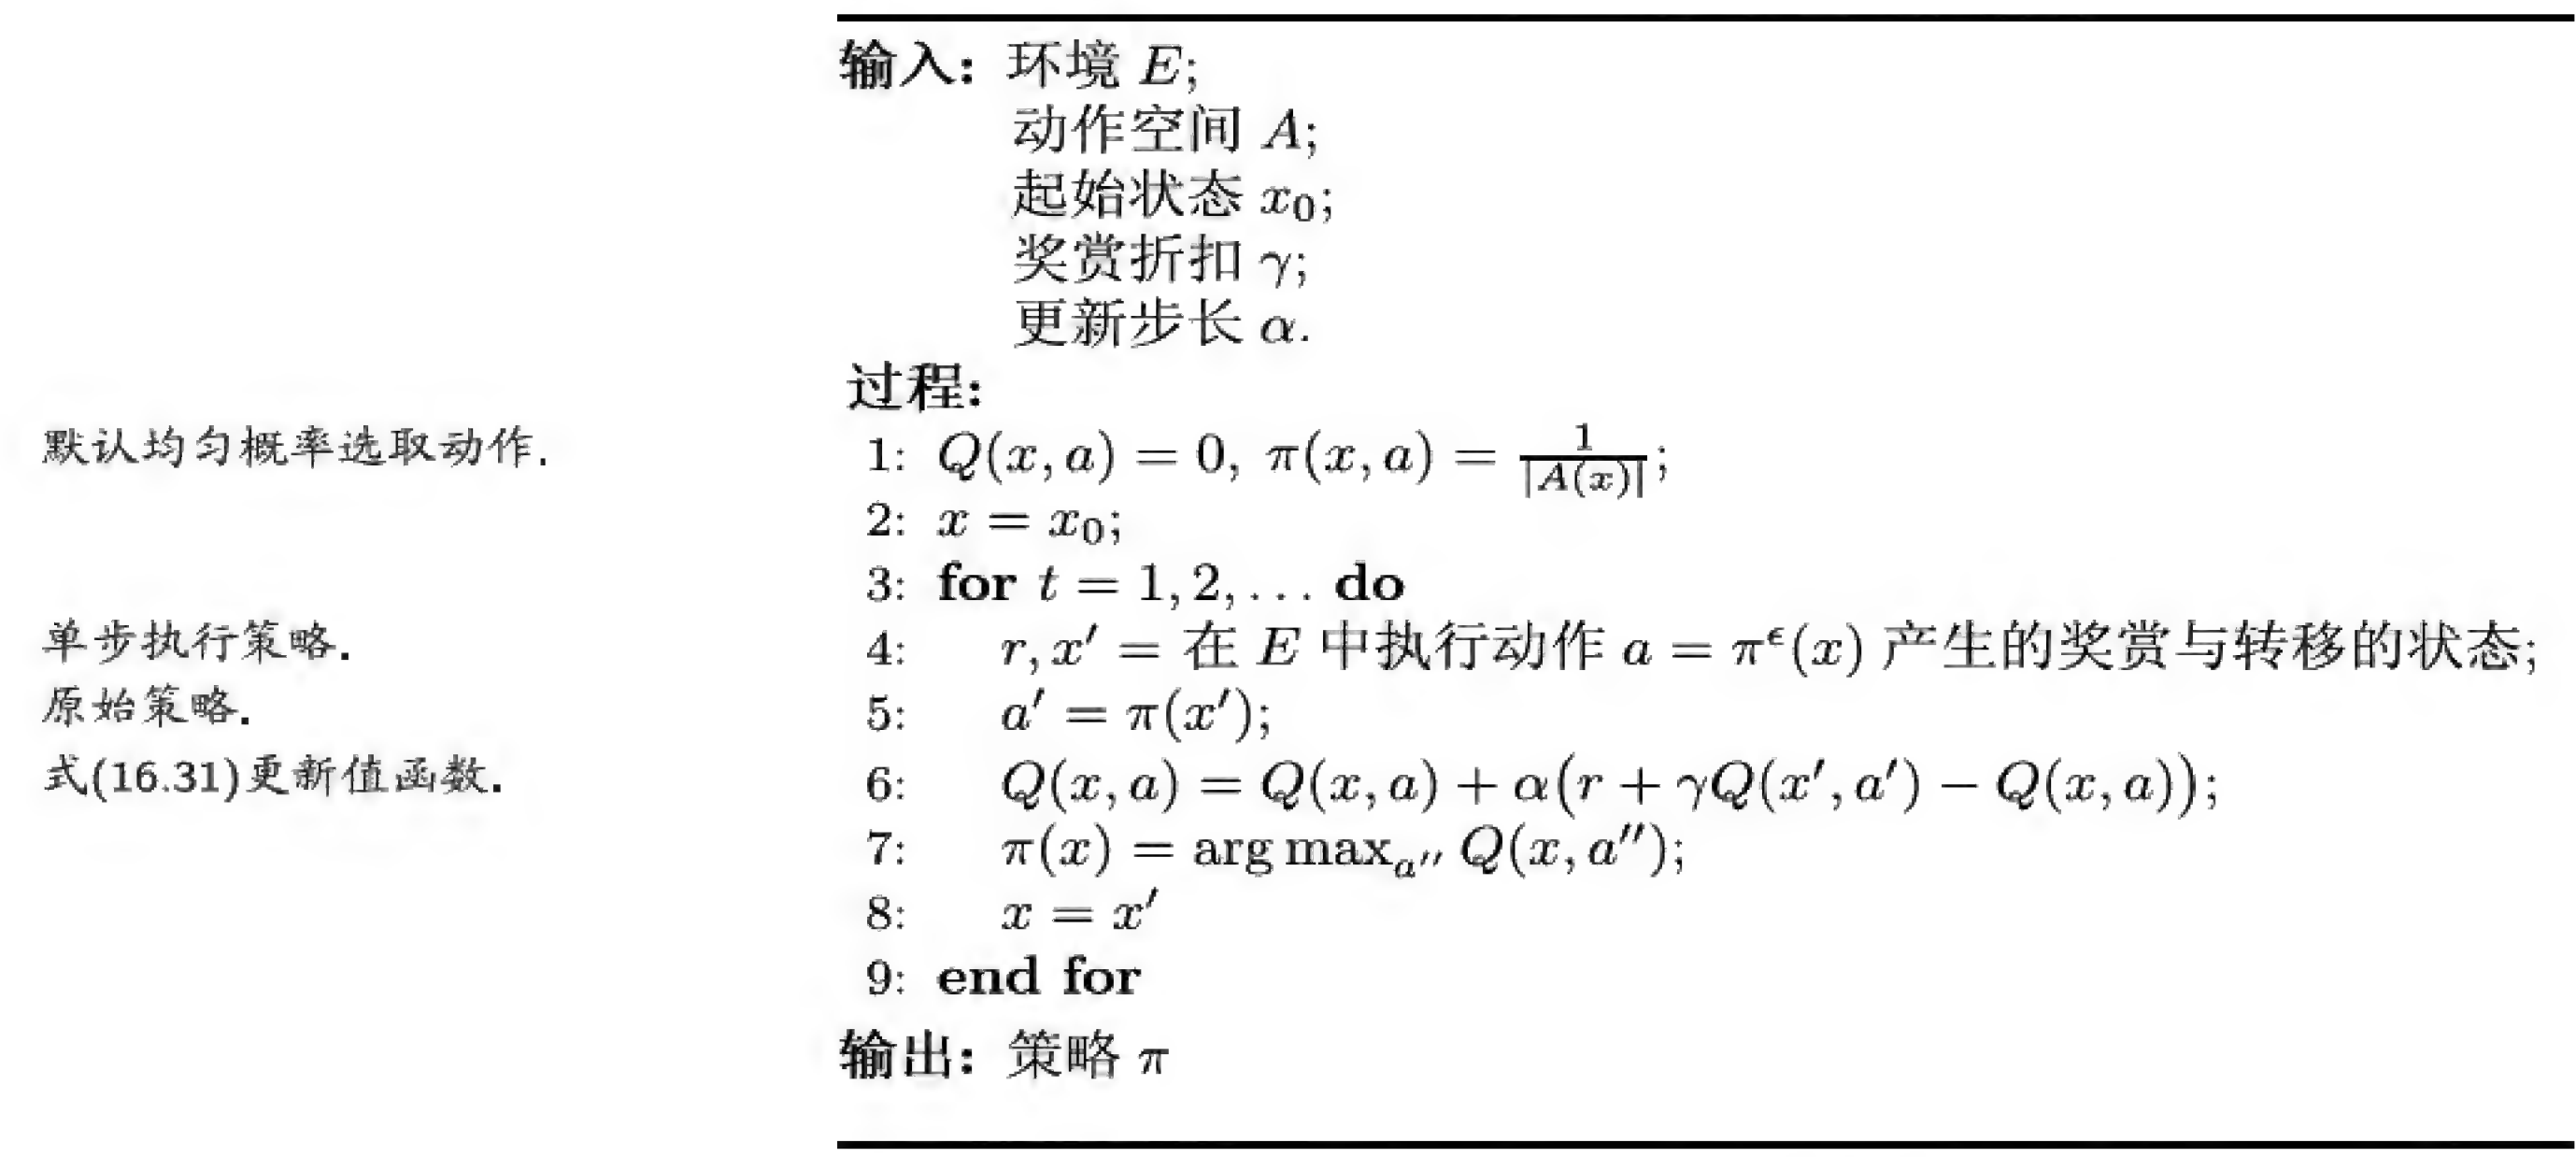 输入: 环境 E;
动作空间 A;
起始状态 x₀;
奖赏折扣 γ;
更新步长 α.
过程:
默认均匀概率选取动作.
1: Q(x, a) = 0, π(x, a) = 1/|A(x)|;
2: x = x₀;
3: for t = 1, 2, . . . do
单步执行策略.
4: r, x′ = 在 E 中执行动作 a = π^ϵ(x) 产生的奖赏与转移的状态;
原始策略.
5: a′ = π(x′);
式(16.31)更新值函数.
6: Q(x, a) = Q(x, a) + α(r + γQ(x′, a′) − Q(x, a));
7: π(x) = arg max_{a″} Q(x, a″);
8: x = x′
9: end for
输出: 策略 π